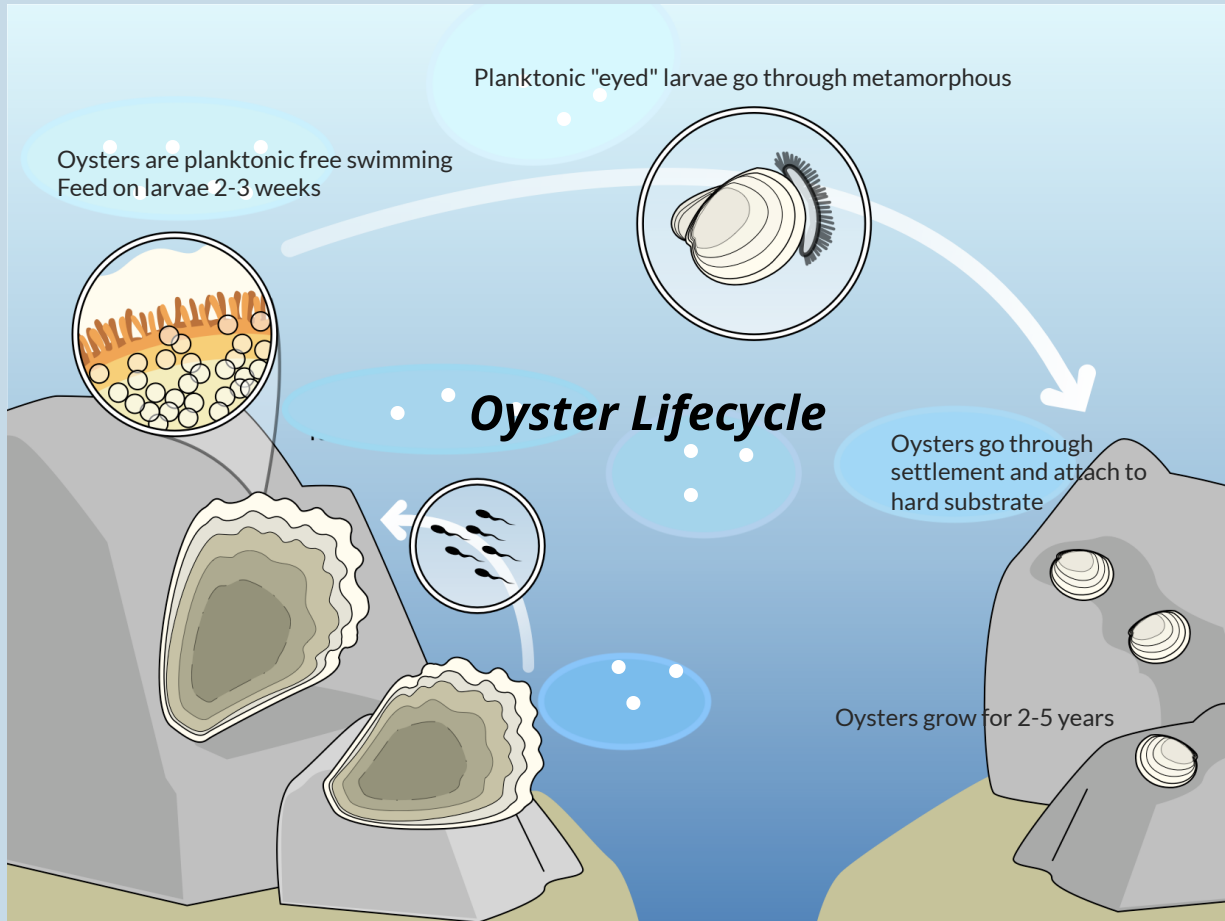 Planktonic "eyed" larvae go through metamorphous
Oysters are planktonic free swimming
Feed on larvae 2-3 weeks
Oyster Lifecycle
Oysters go through
settlement and attach to
hard substrate
Oysters grow for 2-5 years